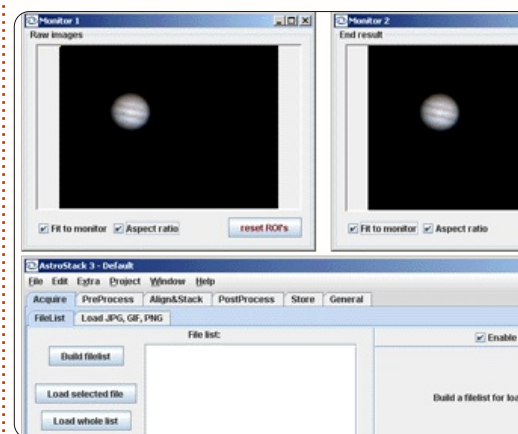 Monitor 1
Raw images
Fit to monitor Aspect ratio reset ROI's
Monitor 2
End result
Fit to monitor Aspect ratio
AstroStack 3 - Default
File Edit Extra Project Window Help
Acquire PreProcess Align&Stack PostProcess Store General
FileList Load JPG, GIF, PNG
File list:
Build filelist
Load selected file
Load whole list
Enable
Build a filelist for loa